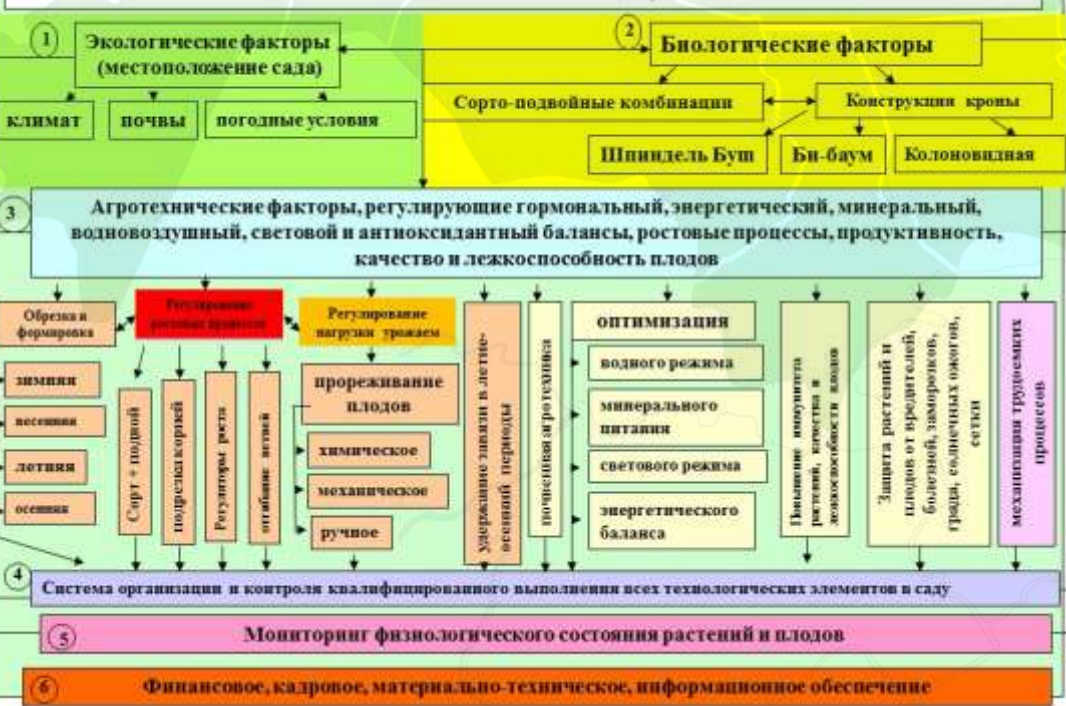 1
Экологические факторы
(местоположение сада)
климат
почвы
погодные условия
2
Биологические факторы
Сорто-подвойные комбинации
Конструкции кроны
Шпиндель Буш
Би-баум
Колоновидная
3
Агротехнические факторы, регулирующие гормональный, энергетический, минеральный,
водновоздушный, световой и антиоксидантный балансы, ростовые процессы, продуктивность,
качество и лежкоспособность плодов
Обрезка и
формировка
зимняя
весенняя
летняя
осенняя
Регулирование
ростовых
Сорт + подвой
подрезка корней
Регуляторы роста
отгибание ветвей
Регулирование
нагрузки урожаем
прореживание
плодов
химическое
механическое
ручное
удержание завязи в летне-
осенний периоды
почвенная агротехника
оптимизация
водного режима
минерального
питания
светового режима
энергетического
баланса
Повышение иммунитета
растений, качества и
лежкоспособности плодов
Защита растений и
плодов от вредителей,
болезней, заморозков,
града, солнечных ожогов,
сетки
механизация трудоемких
процессов
4
Система организации и контроля квалифицированного выполнения всех технологических элементов в саду
5
Мониторинг физиологического состояния растений и плодов
6
Финансовое, кадровое, материально-техническое, информационное обеспечение